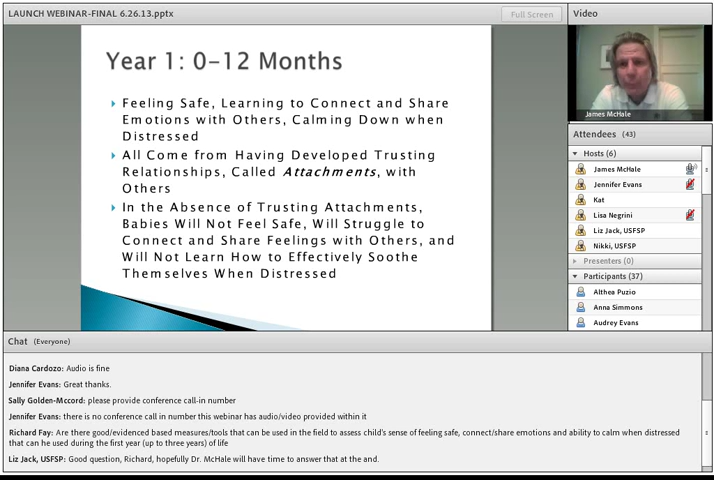 LAUNCH WEBINAR-FINAL 6.26.13.pptx
Full Screen
Year 1: 0-12 Months
Feeling Safe, Learning to Connect and Share
Emotions with Others, Calming Down when
Distressed
All Come from Having Developed Trusting
Relationships, Called Attachments, with
Others
In the Absence of Trusting Attachments,
Babies Will Not Feel Safe, Will Struggle to
Connect and Share Feelings with Others, and
Will Not Learn How to Effectively Soothe
Themselves When Distressed
Video
James McHale
Attendees (43)
Hosts (6)
James McHale
Jennifer Evans
Kat
Lisa Negrini
Liz Jack, USFSP
Nikki, USFSP
Presenters (0)
Participants (37)
Althea Puzio
Anna Simmons
Audrey Evans
Chat (Everyone)
Diana Cardozo: Audio is fine
Jennifer Evans: Great thanks.
Sally Golden-Mccord: please provide conference call-in number
Jennifer Evans: there is no conference call in number this webinar has audio/video provided within it
Richard Fay: Are there good/evidenced based measures/tools that can be used in the field to assess child's sense of feeling safe, connect/share emotions and ability to calm when distressed
that can he used during the first year (up to three years) of life
Liz Jack, USFSP: Good question, Richard, hopefully Dr. McHale will have time to answer that at the and.